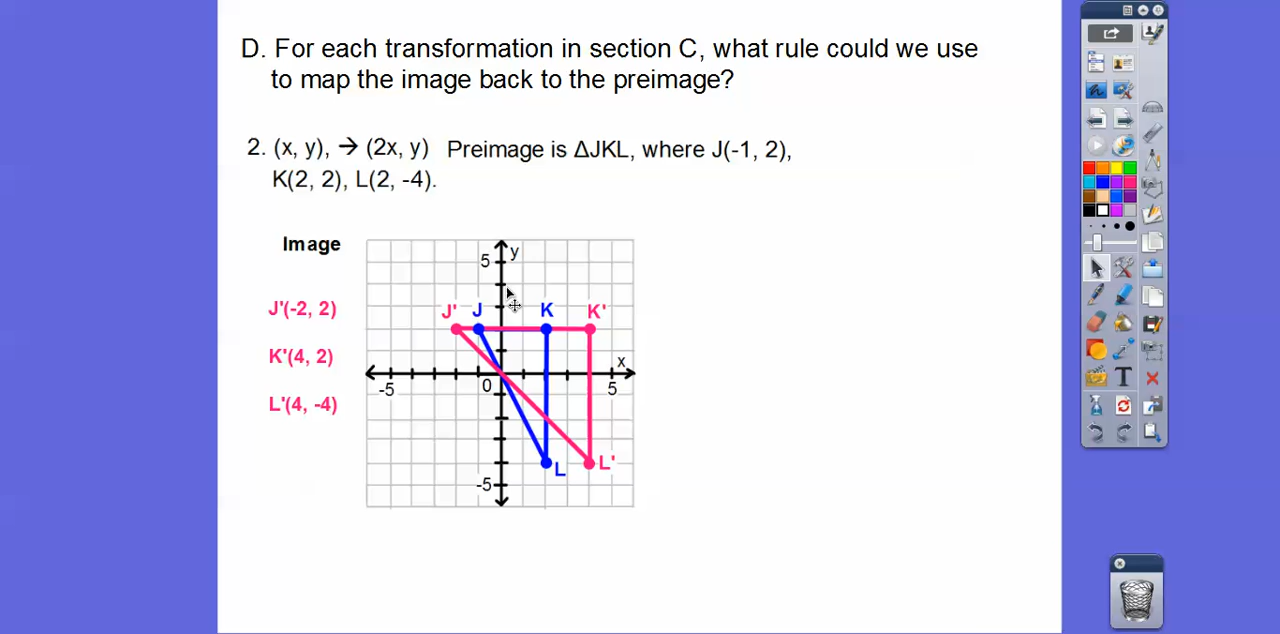 D. For each transformation in section C, what rule could we use
to map the image back to the preimage?
2. (x, y), → (2x, y) Preimage is ΔJKL, where J(-1, 2),
K(2, 2), L(2, -4).
Image
J'(-2, 2)
K'(4, 2)
L'(4, -4)
y
5
J' J K K'
x
-5 0 5
L L'
-5